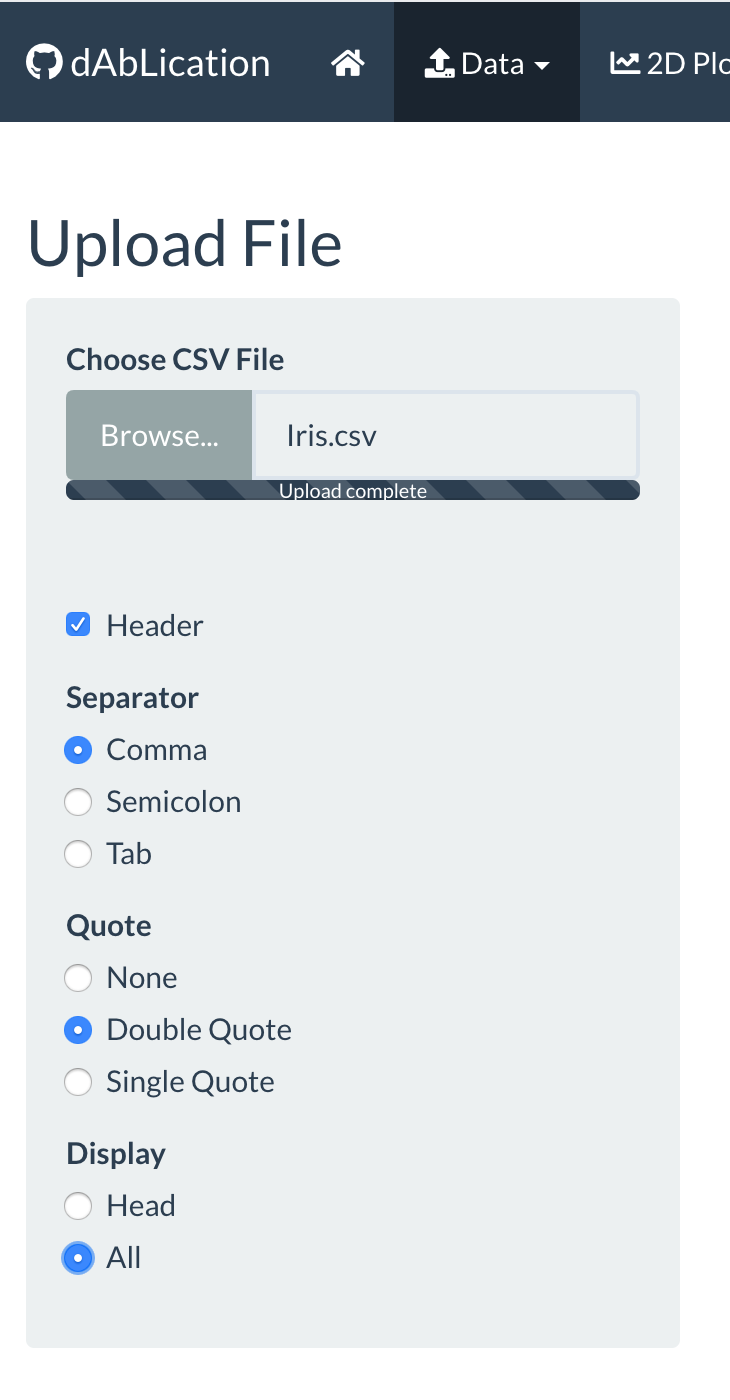 dAbLication Data 2D Plo
Upload File
Choose CSV File
Browse... Iris.csv
Upload complete
Header
Separator
Comma
Semicolon
Tab
Quote
None
Double Quote
Single Quote
Display
Head
All